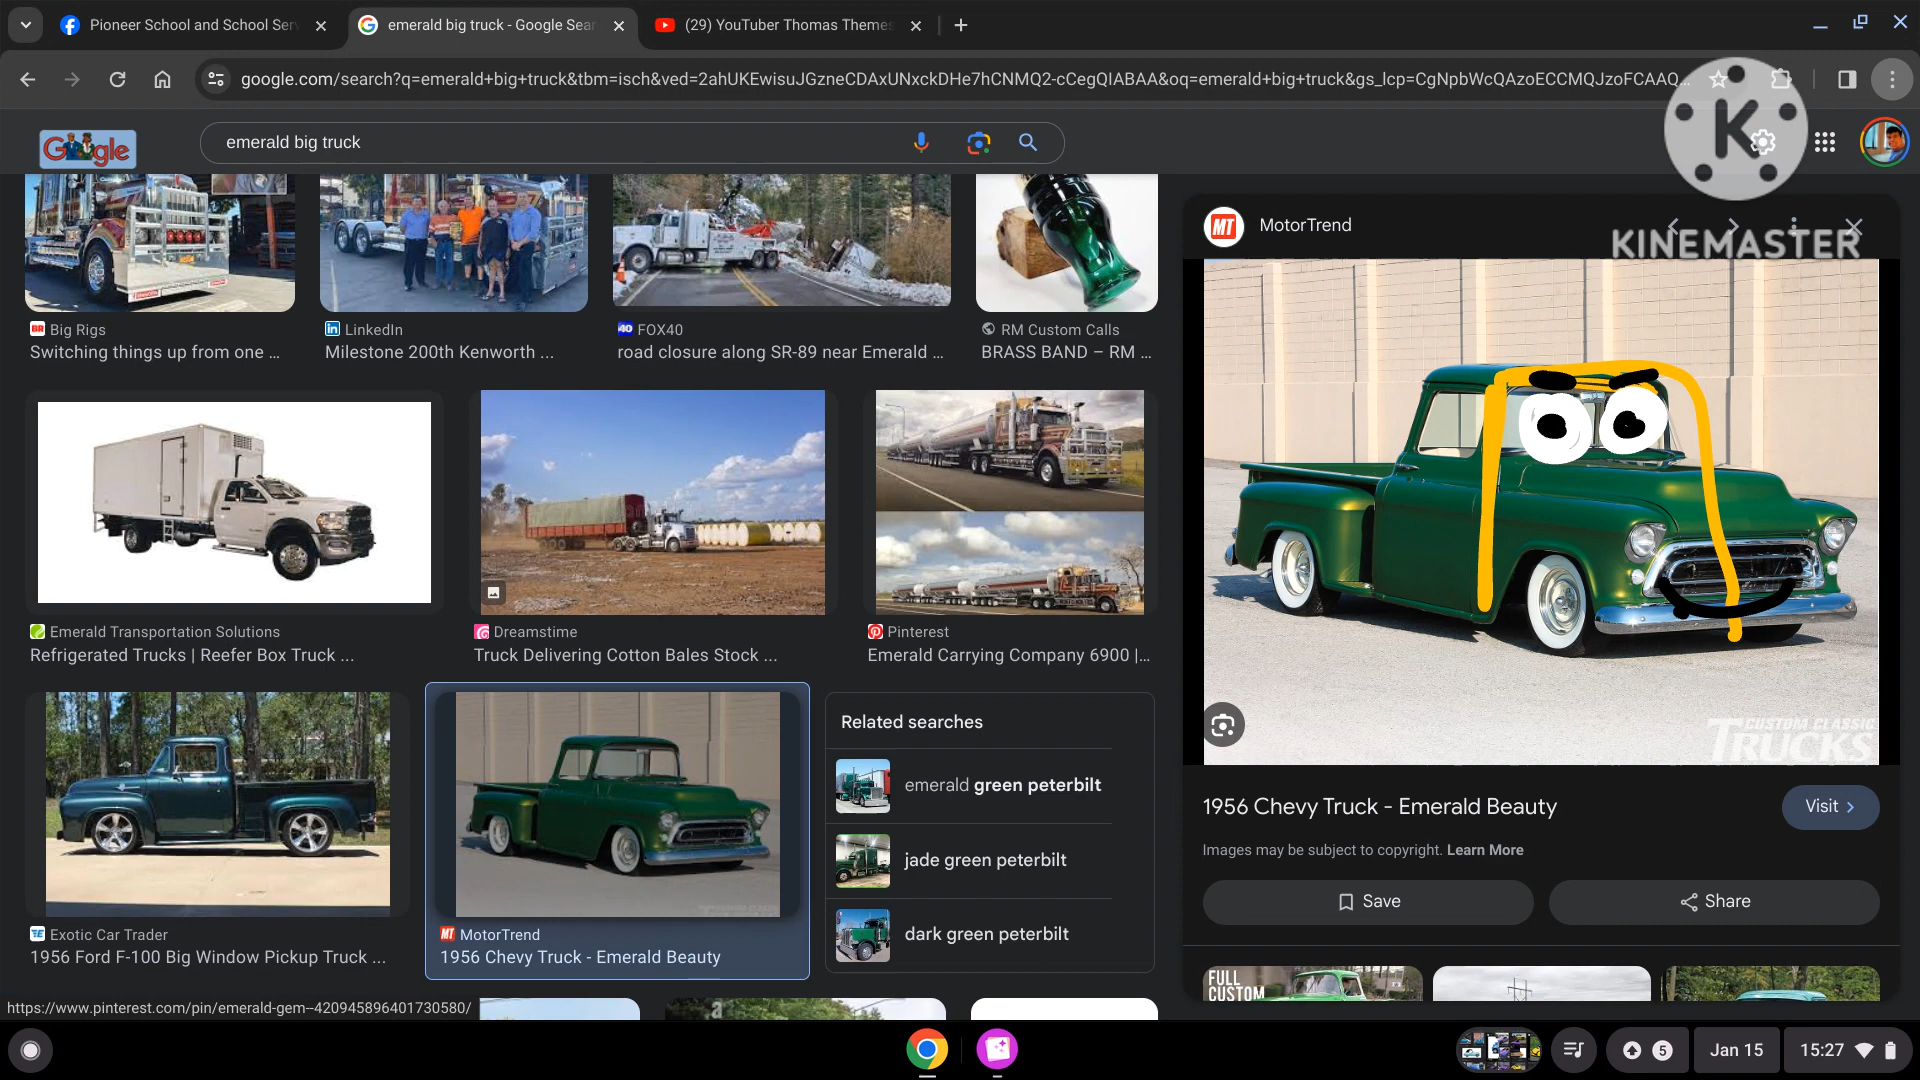 Pioneer School and School Ser
emerald big truck - Google Sear
(29) YouTuber Thomas Themes
google.com/search?q=emerald+big+truck&tbm=isch&ved=2ahUKEwisuJGzneCDAxUNxckDHe7hCNMQ2-cCegQIABAA&oq=emerald+big+truck&gs_lcp=CgNpbWcQAzoECCMQJzoFCAAQ...
Google
emerald big truck
K
KINEMASTER
MT
MotorTrend
BR Big Rigs
Switching things up from one ...
in LinkedIn
Milestone 200th Kenworth ...
40 FOX40
road closure along SR-89 near Emerald ...
RM Custom Calls
BRASS BAND – RM ...
Emerald Transportation Solutions
Refrigerated Trucks | Reefer Box Truck ...
Dreamstime
Truck Delivering Cotton Bales Stock ...
Pinterest
Emerald Carrying Company 6900 |...
CUSTOM CLASSIC
TRUCKS
1956 Chevy Truck - Emerald Beauty
Visit
Images may be subject to copyright. Learn More
Save
Share
Exotic Car Trader
1956 Ford F-100 Big Window Pickup Truck ...
MT MotorTrend
1956 Chevy Truck - Emerald Beauty
Related searches
emerald green peterbilt
jade green peterbilt
dark green peterbilt
FULL
CUSTOM
https://www.pinterest.com/pin/emerald-gem--420945896401730580/
5
Jan 15
15:27